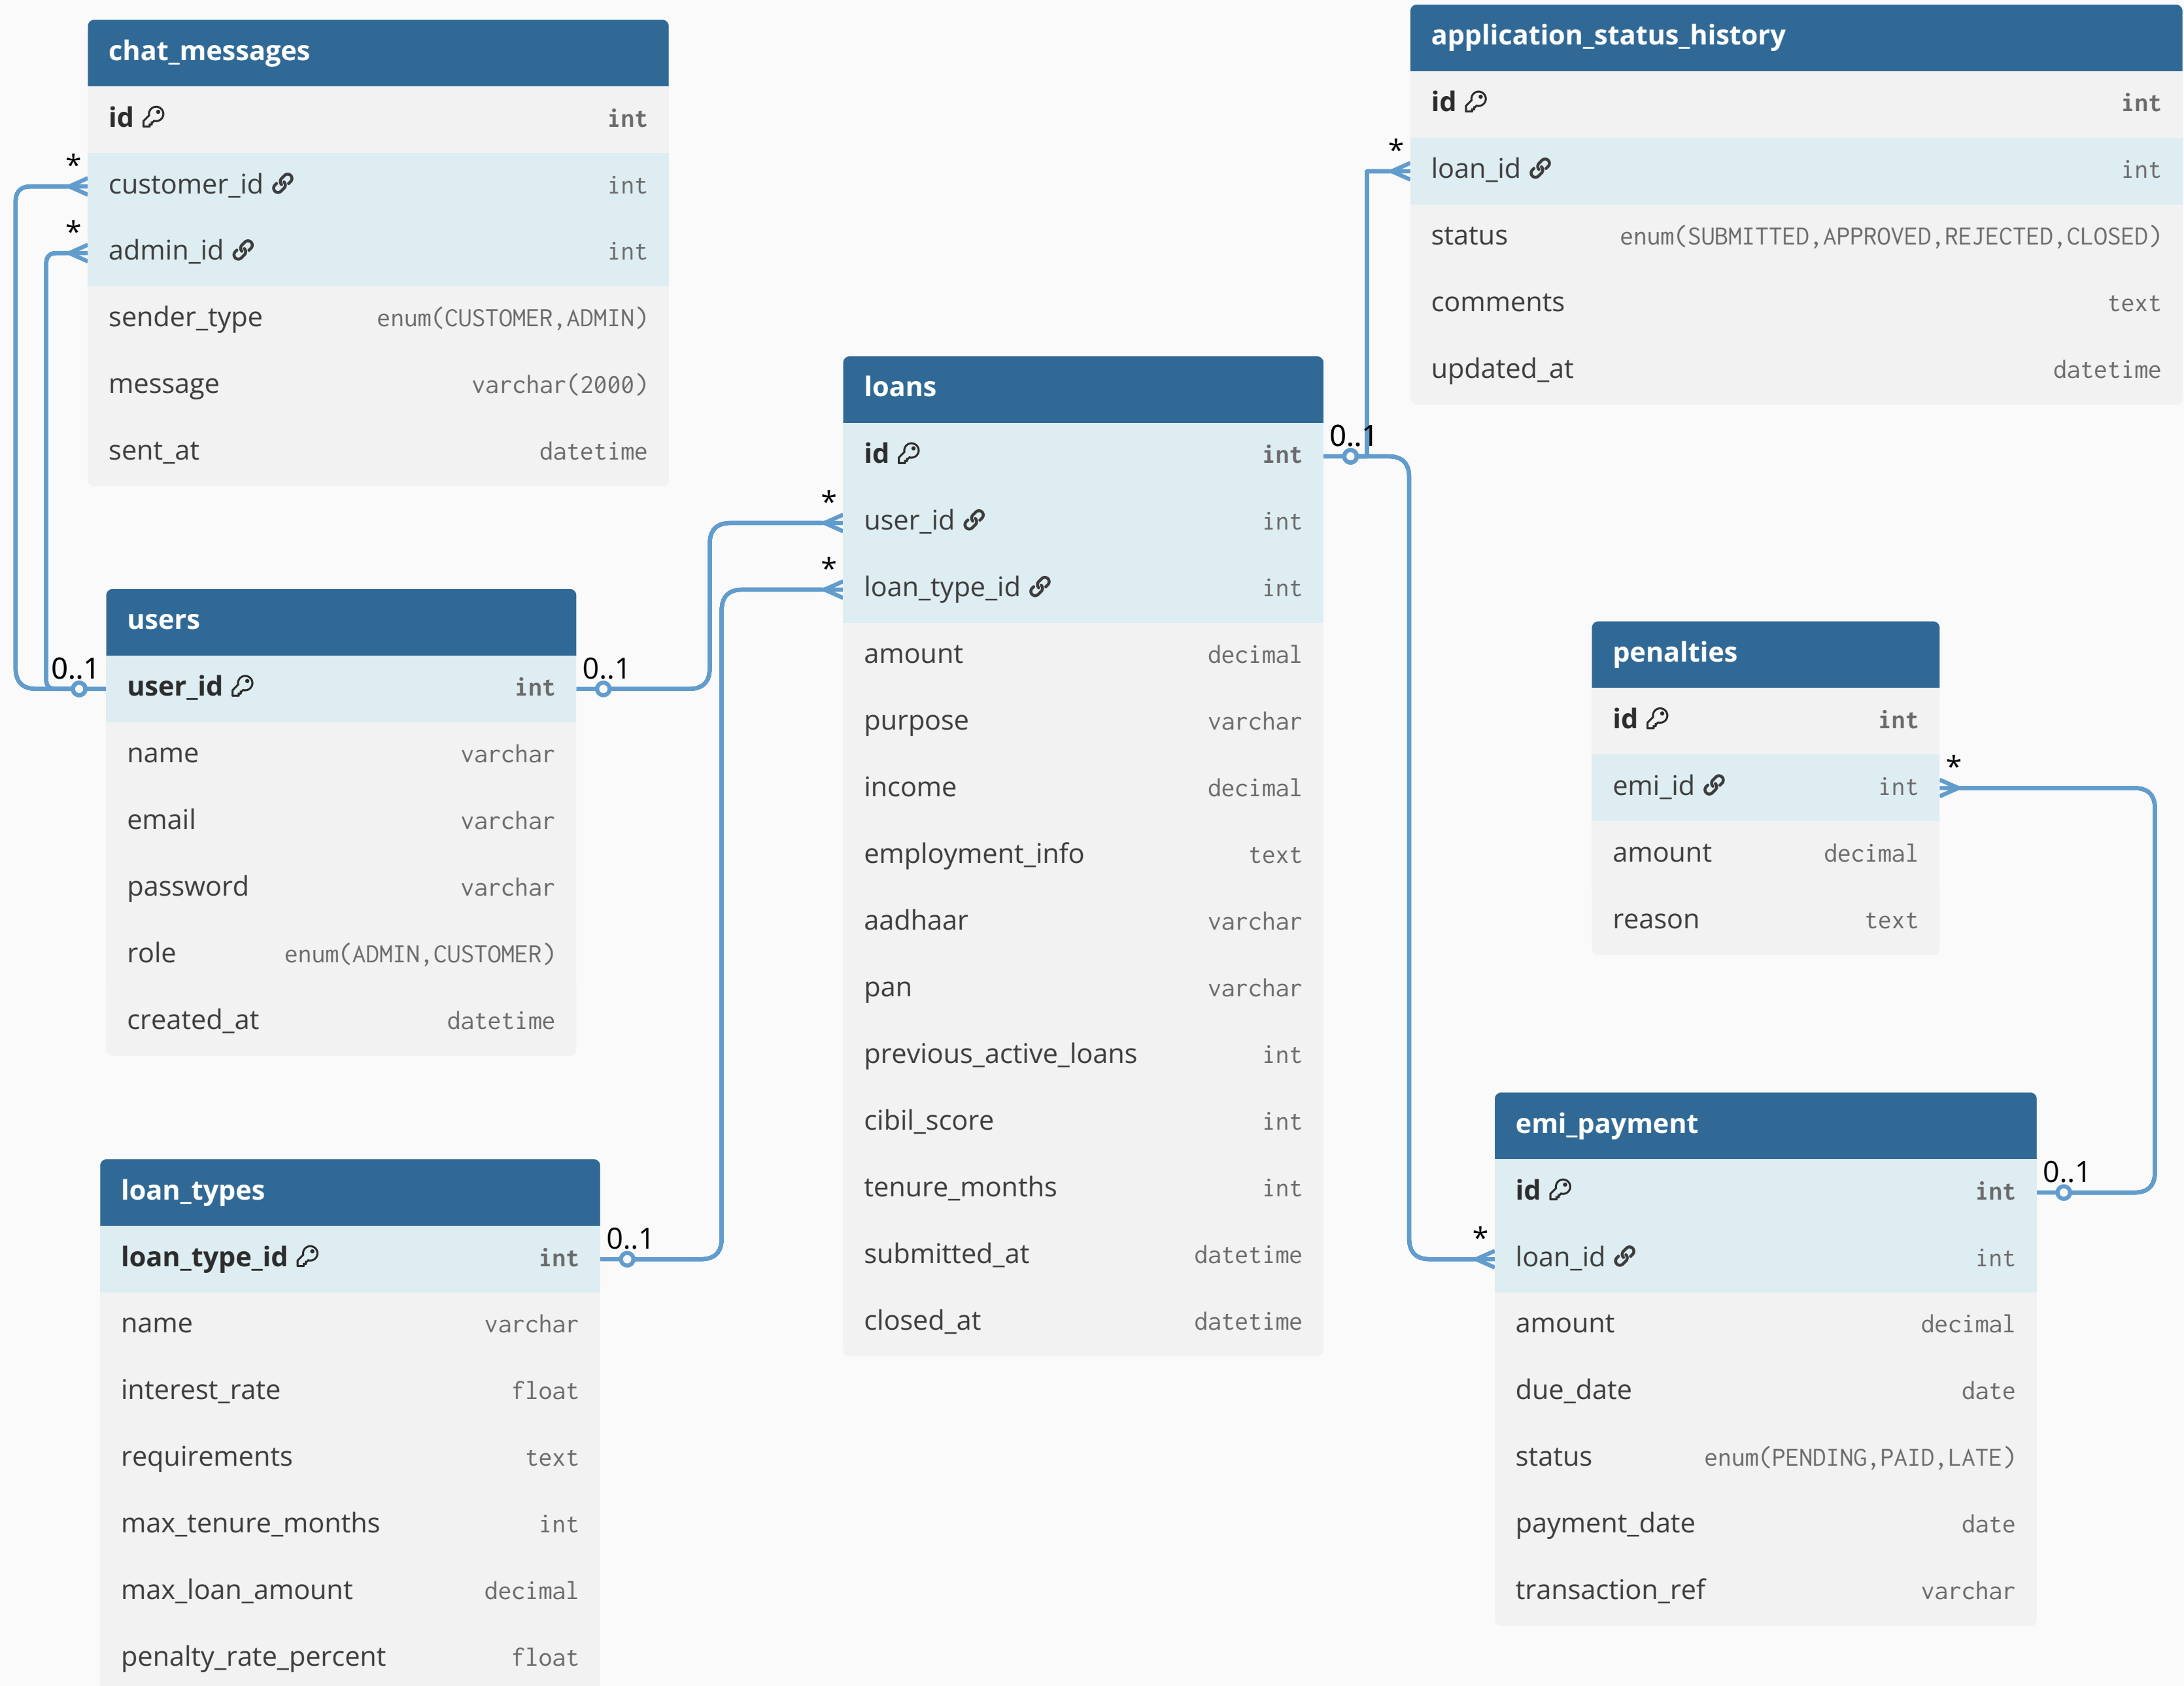 chat_messages
id int
* customer_id int
* admin_id int
sender_type enum(CUSTOMER,ADMIN)
message varchar(2000)
sent_at datetime
users
0..1 user_id int 0..1
name varchar
email varchar
password varchar
role enum(ADMIN,CUSTOMER)
created_at datetime
loan_types
loan_type_id int 0..1
name varchar
interest_rate float
requirements text
max_tenure_months int
max_loan_amount decimal
penalty_rate_percent float
loans
id int 0..1
* user_id int
* loan_type_id int
amount decimal
purpose varchar
income decimal
employment_info text
aadhaar varchar
pan varchar
previous_active_loans int
cibil_score int
tenure_months int
submitted_at datetime
closed_at datetime
application_status_history
id int
* loan_id int
status enum(SUBMITTED,APPROVED,REJECTED,CLOSED)
comments text
updated_at datetime
penalties
id int
emi_id int *
amount decimal
reason text
emi_payment
id int 0..1
* loan_id int
amount decimal
due_date date
status enum(PENDING,PAID,LATE)
payment_date date
transaction_ref varchar